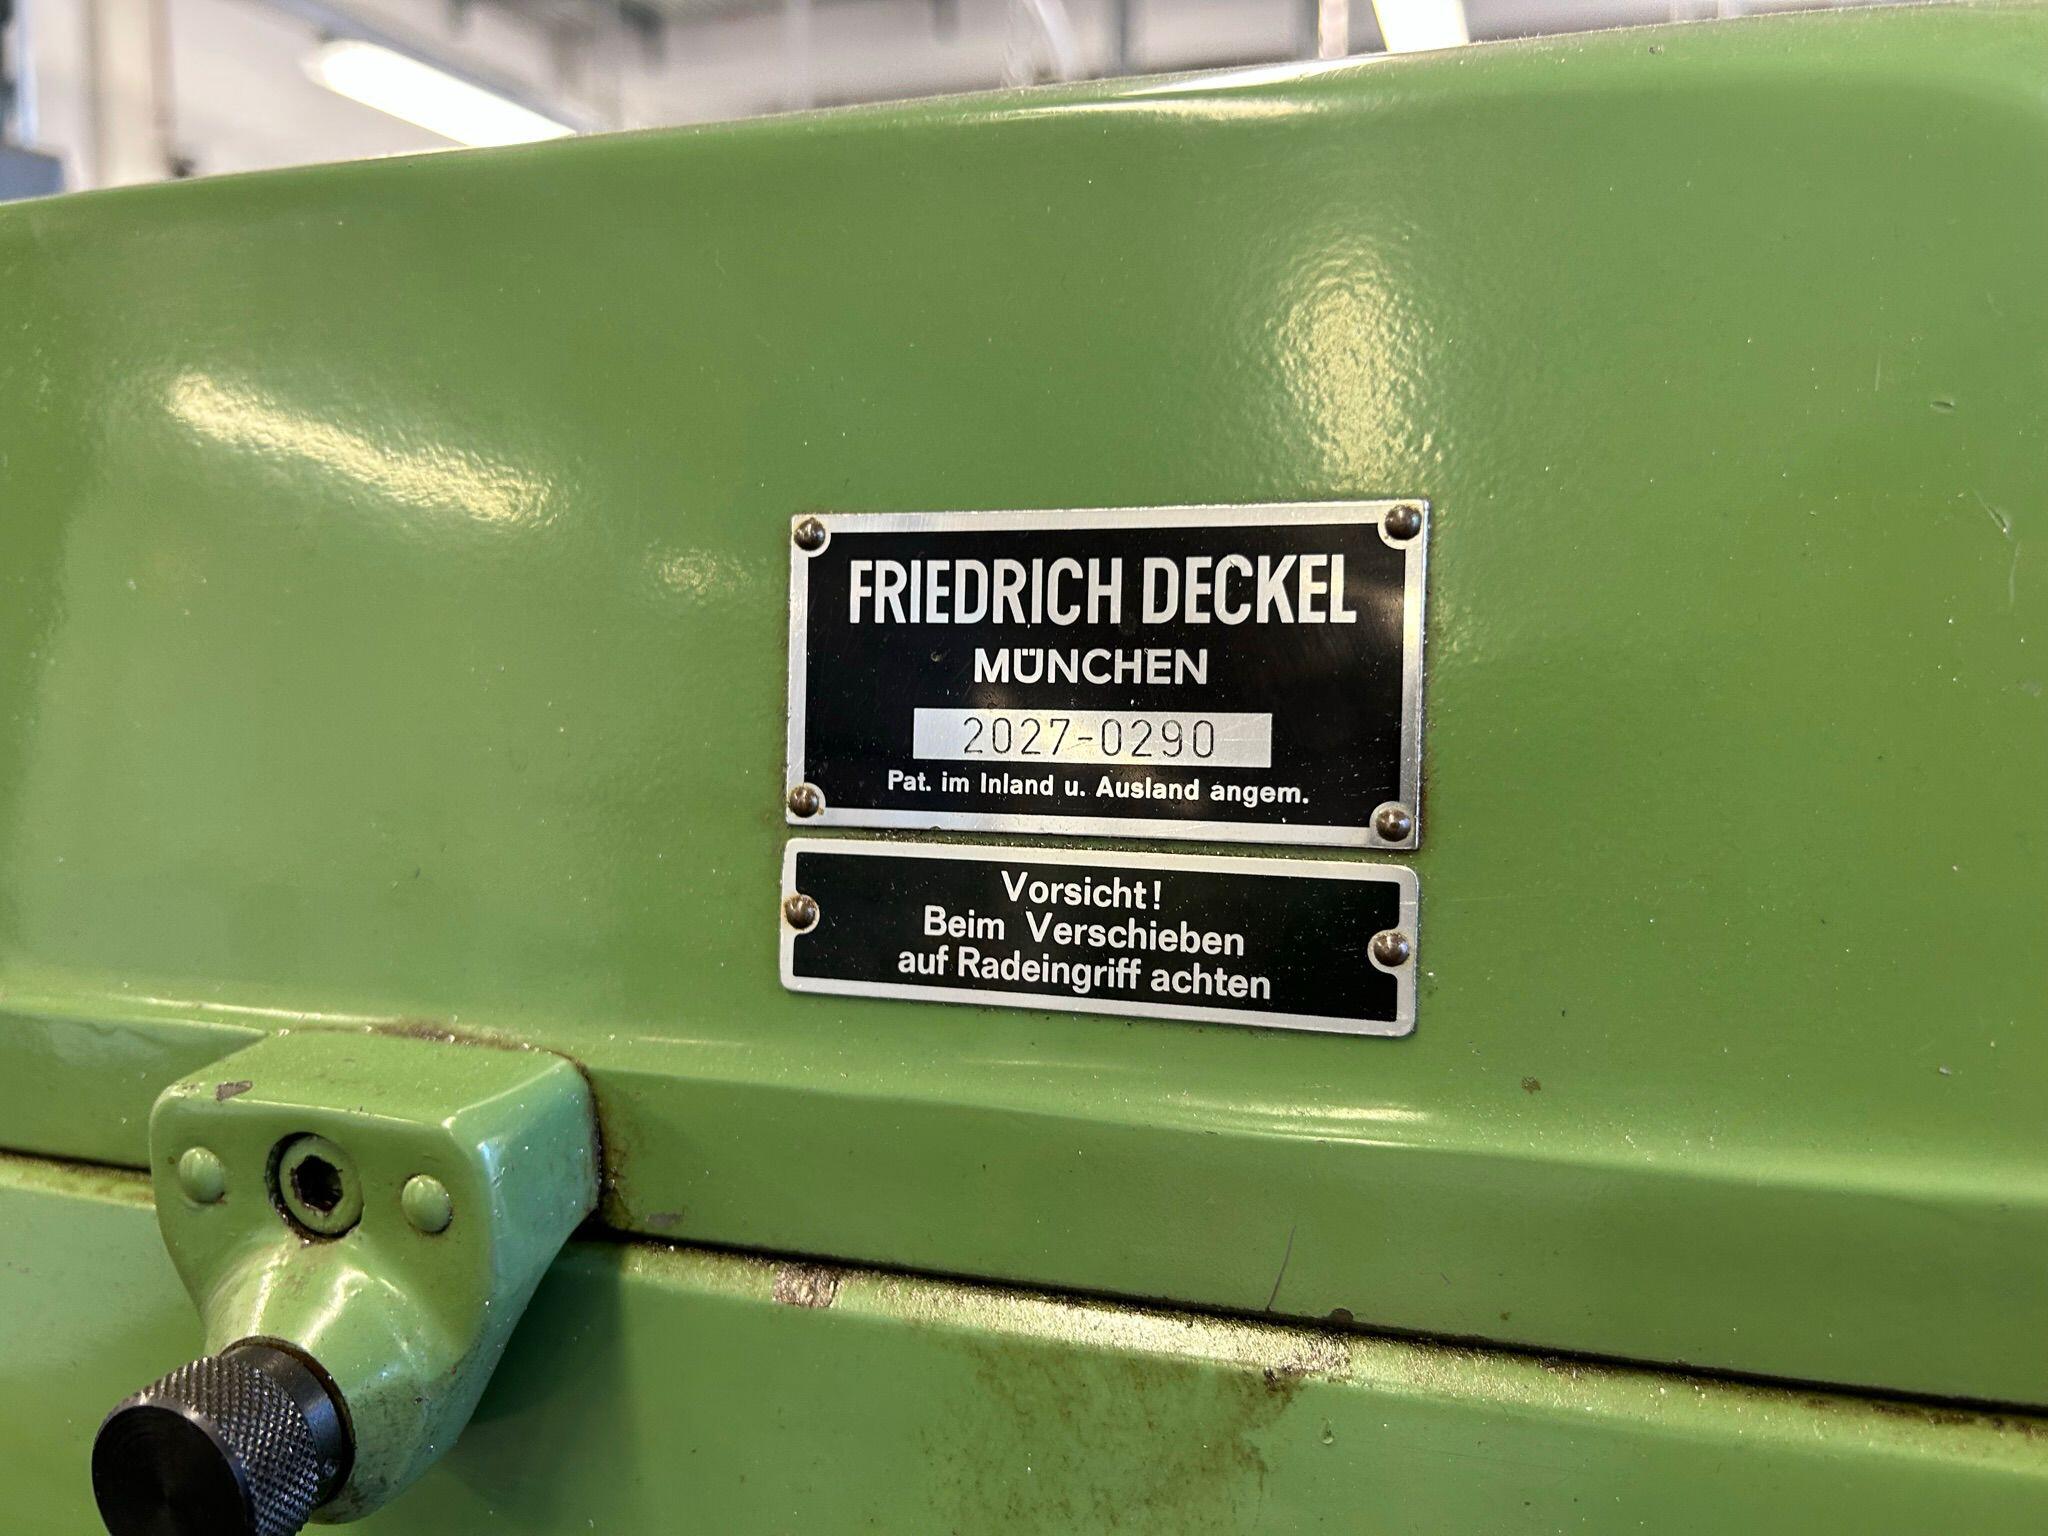 FRIEDRICH DECKEL
MÜNCHEN
2027-0290
Pat. im Inland u. Ausland angem.
Vorsicht!
Beim Verschieben
auf Radeingriff achten